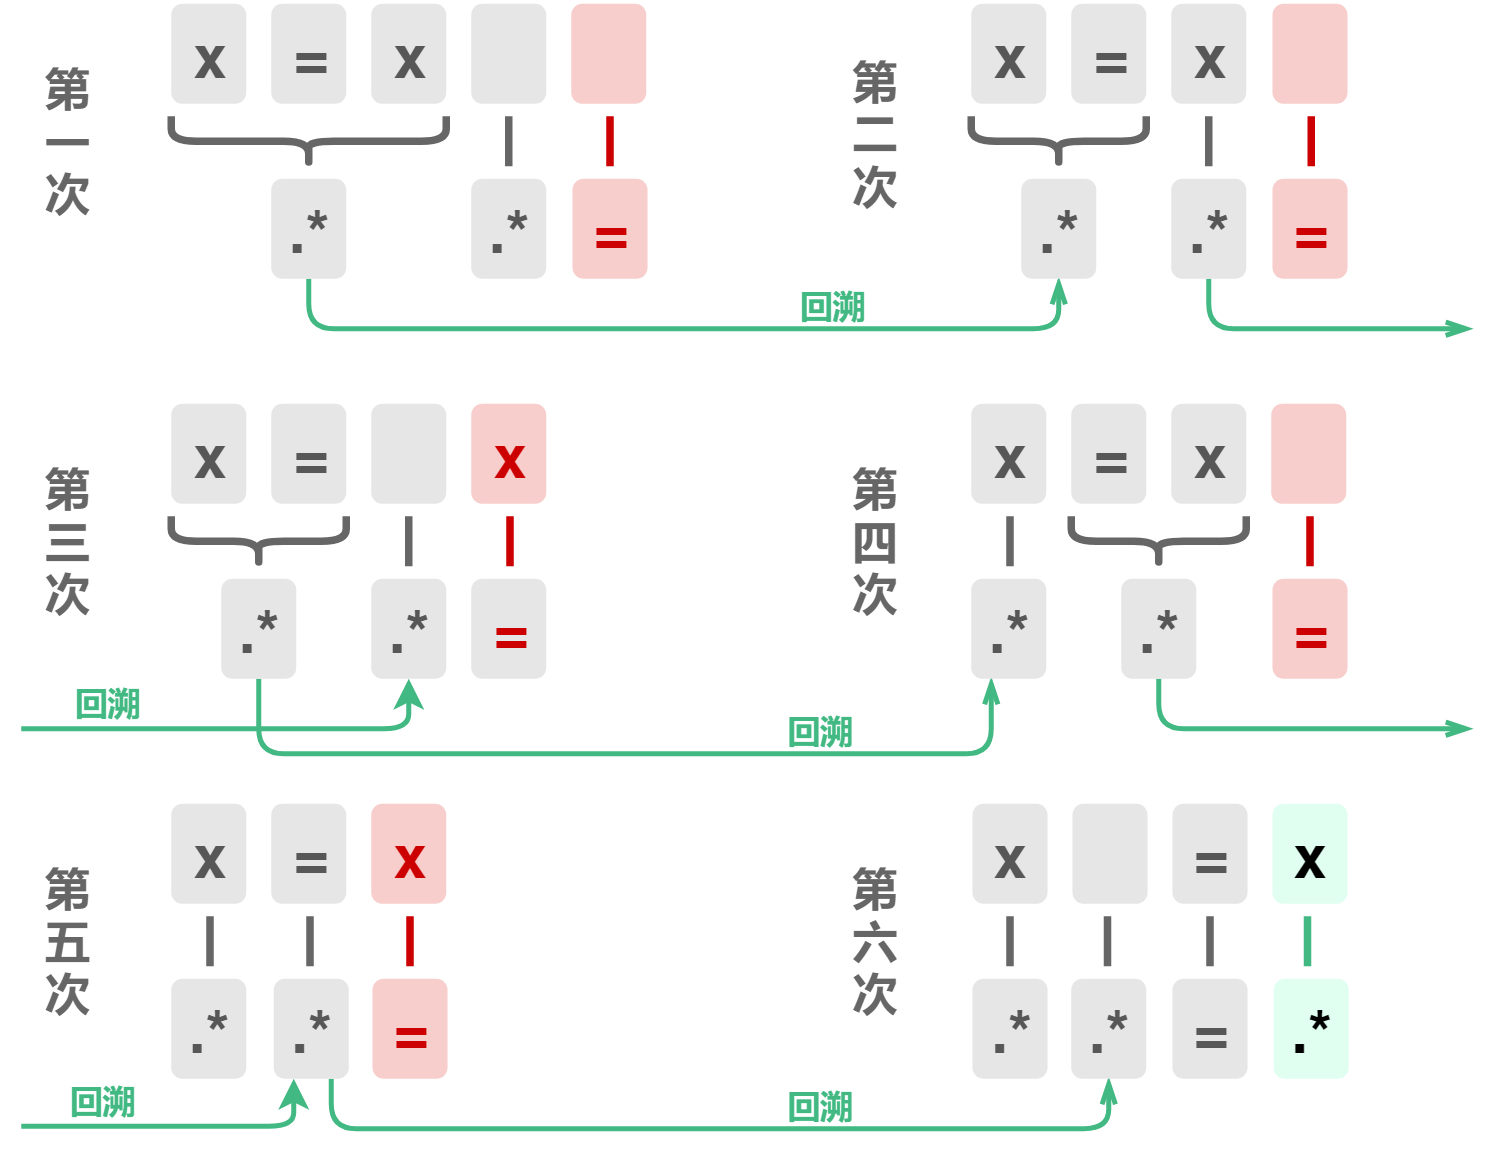 第一次
x = x
.* .* =
第二次
x = x
.* .* =
回溯
第三次
x = x
.* .* =
第四次
x = x
.* .* =
回溯
回溯
第五次
x = x
.* .* =
第六次
x = x
.* .* = .*
回溯
回溯